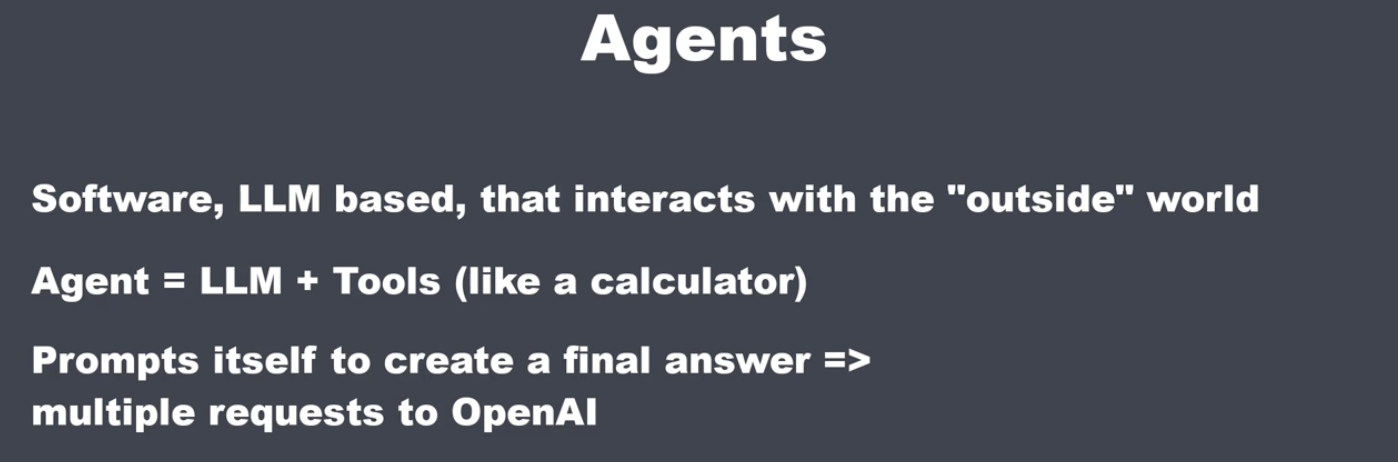 Agents
Software, LLM based, that interacts with the "outside" world
Agent = LLM + Tools (like a calculator)
Prompts itself to create a final answer =>
multiple requests to OpenAI